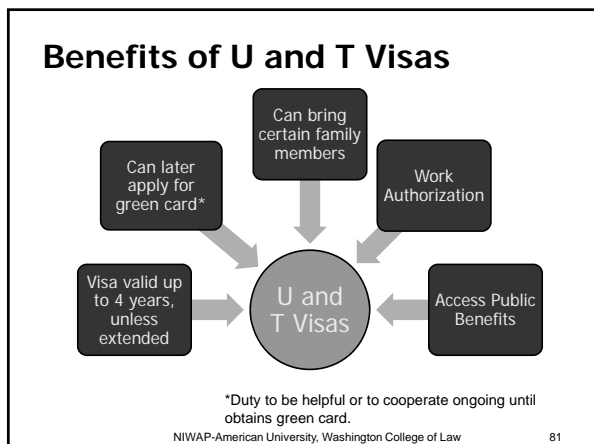 Benefits of U and T Visas
Can bring
certain family
members
Can later
apply for
green card*
Work
Authorization
Visa valid up
to 4 years,
unless
extended
U and
T Visas
Access Public
Benefits
*Duty to be helpful or to cooperate ongoing until
obtains green card.
NIWAP-American University, Washington College of Law 81